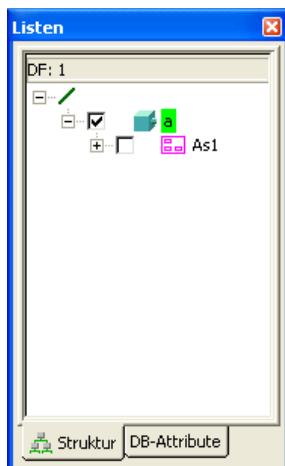 Listen
DF: 1
a
As1
Struktur
DB-Attribute